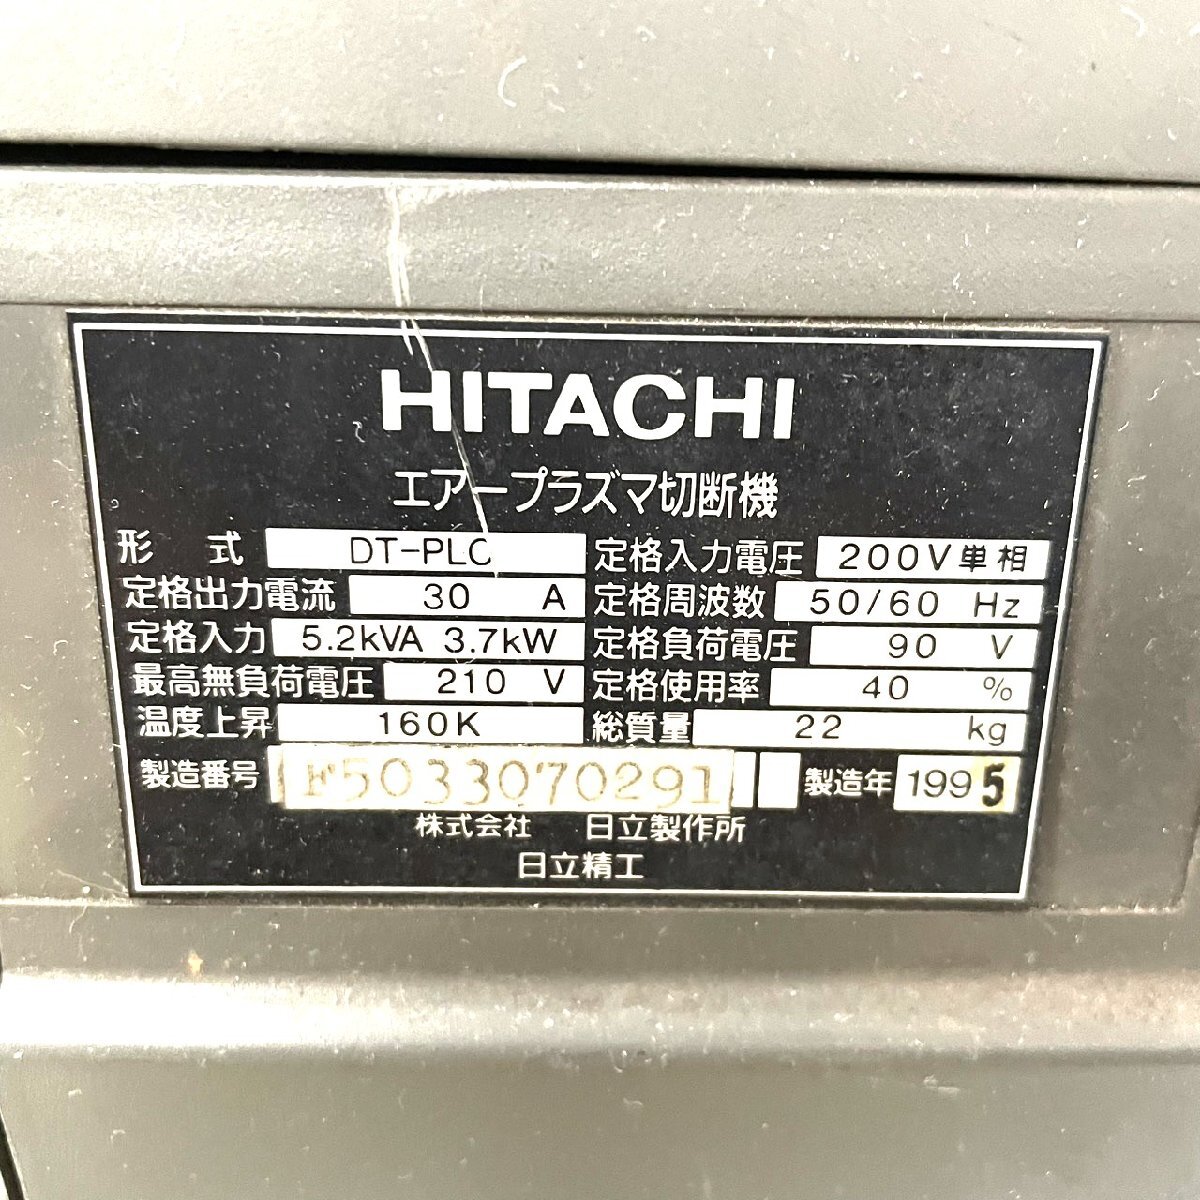 HITACHI
エアープラズマ切断機
形 式 DT-PLC 定格入力電圧 200V単相
定格出力電流 30 A 定格周波数 50/60 Hz
定格入力 5.2kVA 3.7kW 定格負荷電圧 90 V
最高無負荷電圧 210 V 定格使用率 40 %
温度上昇 160K 総質量 22 kg
製造番号 F5033070291 製造年 1995
株式会社 日立製作所
日立精工